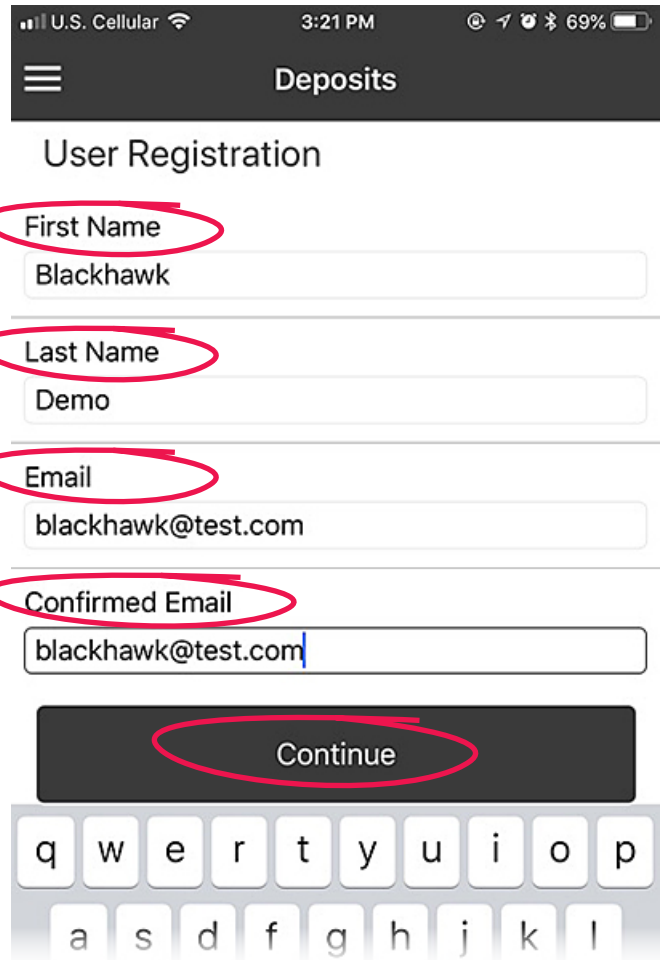 U.S. Cellular 3:21 PM 69%
Deposits
User Registration
First Name
Blackhawk
Last Name
Demo
Email
blackhawk@test.com
Confirmed Email
blackhawk@test.com
Continue
q w e r t y u i o p
a s d f g h j k l